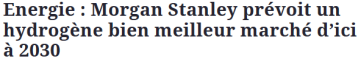 Energie : Morgan Stanley prévoit un
hydrogène bien meilleur marché d’ici
à 2030